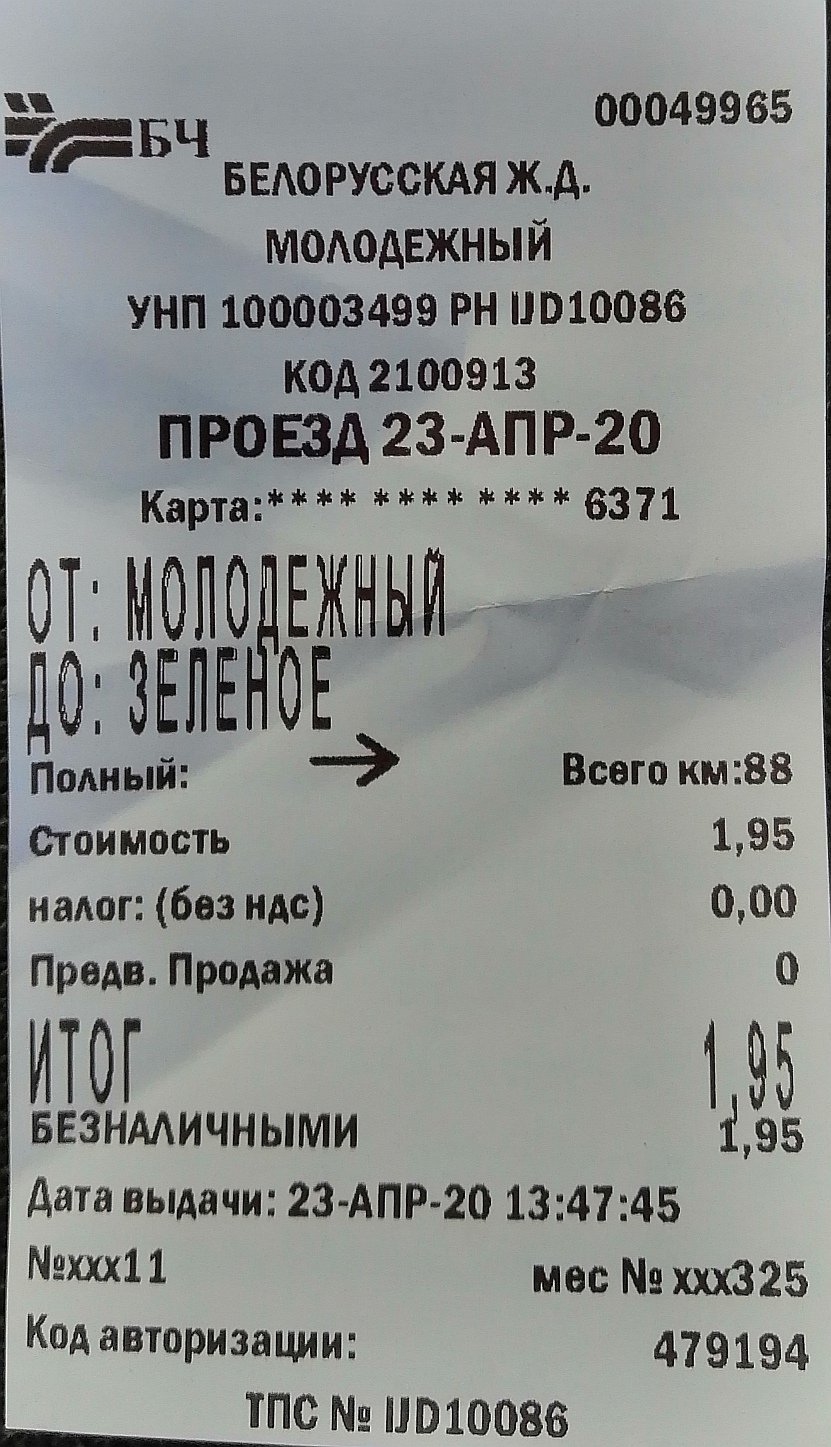 БЧ 00049965
БЕЛОРУССКАЯ Ж.Д.
МОЛОДЕЖНЫЙ
УНП 100003499 РН IJD10086
КОД 2100913
ПРОЕЗД 23-АПР-20
Карта:**** **** **** 6371
ОТ: МОЛОДЕЖНЫЙ
ДО: ЗЕЛЕНОЕ
Полный: → Всего км:88
Стоимость 1,95
налог: (без ндс) 0,00
Предв. Продажа 0
ИТОГ 1,95
БЕЗНАЛИЧНЫМИ 1,95
Дата выдачи: 23-АПР-20 13:47:45
№ххх11 мес № ххх325
Код авторизации: 479194
ТПС № IJD10086